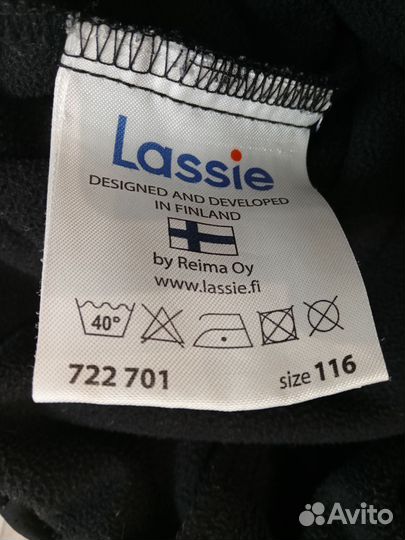 Lassie
DESIGNED AND DEVELOPED
IN FINLAND
by Reima Oy
www.lassie.fi
40°
722 701 size 116
Avito